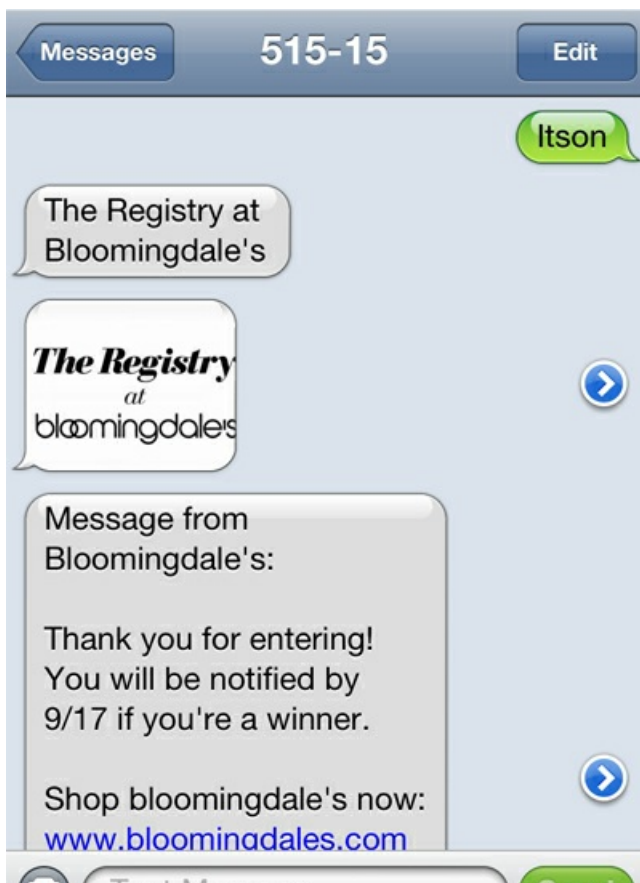 Messages 515-15 Edit
Itson
The Registry at
Bloomingdale's
The Registry
at
bloomingdale's
Message from
Bloomingdale's:
Thank you for entering!
You will be notified by
9/17 if you're a winner.
Shop bloomingdale's now:
www.bloomingdales.com